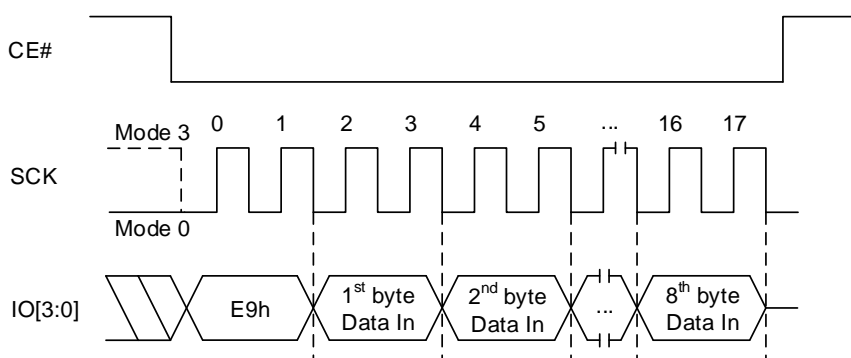 CE#
Mode 3
0 1 2 3 4 5 ... 16 17
SCK
Mode 0
IO[3:0]
E9h
1st byte
Data In
2nd byte
Data In
...
8th byte
Data In